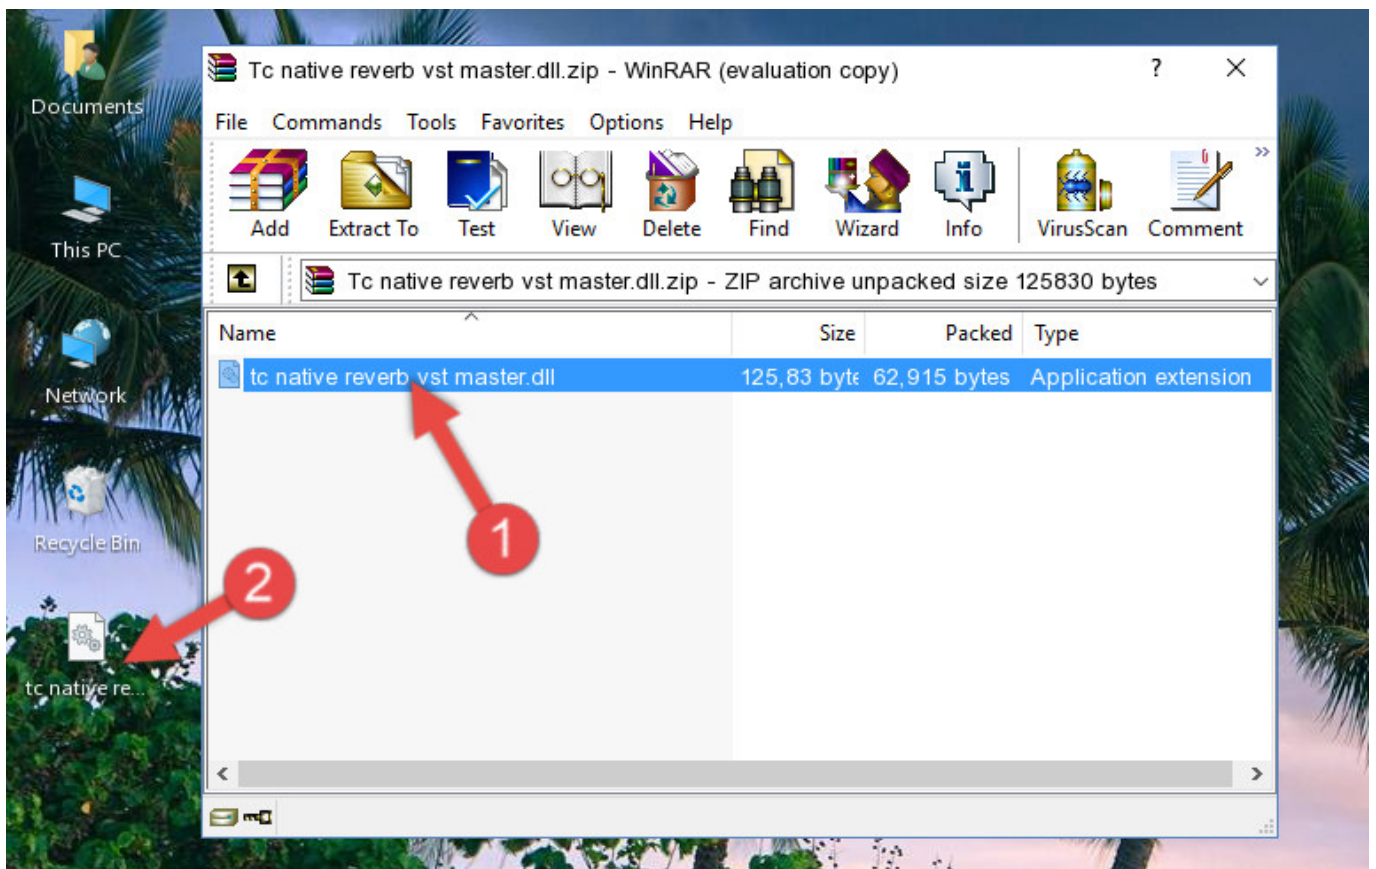 Documents
This PC
Network
Recycle Bin
tc native re...
Tc native reverb vst master.dll.zip - WinRAR (evaluation copy)
?
File Commands Tools Favorites Options Help
Add Extract To Test View Delete Find Wizard Info VirusScan Comment
Tc native reverb vst master.dll.zip - ZIP archive unpacked size 125830 bytes
Name Size Packed Type
tc native reverb vst master.dll 125,83 byte 62,915 bytes Application extension
1
2